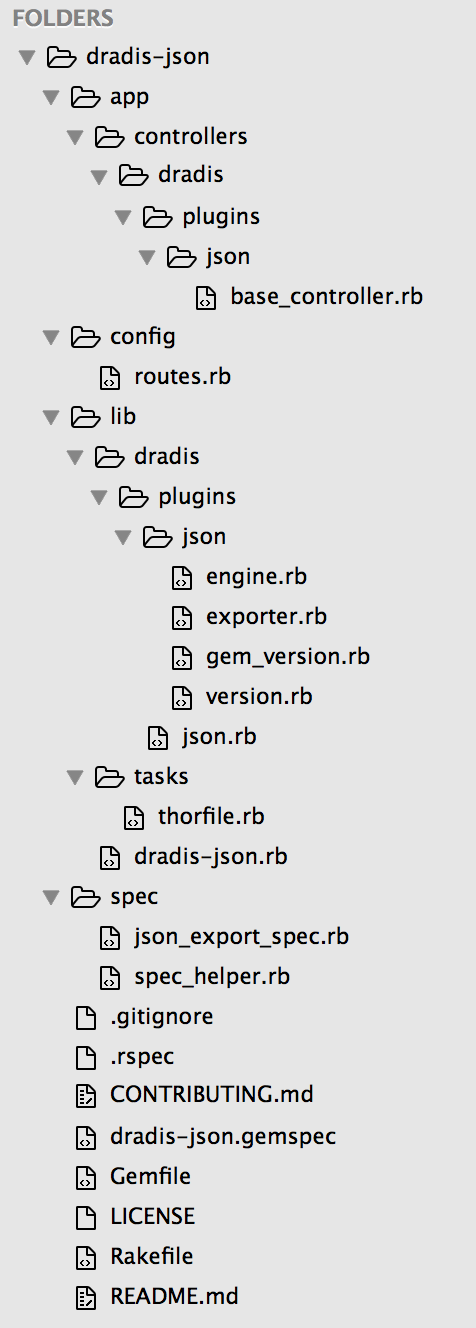 FOLDERS
dradis-json
app
controllers
dradis
plugins
json
base_controller.rb
config
routes.rb
lib
dradis
plugins
json
engine.rb
exporter.rb
gem_version.rb
version.rb
json.rb
tasks
thorfile.rb
dradis-json.rb
spec
json_export_spec.rb
spec_helper.rb
.gitignore
.rspec
CONTRIBUTING.md
dradis-json.gemspec
Gemfile
LICENSE
Rakefile
README.md